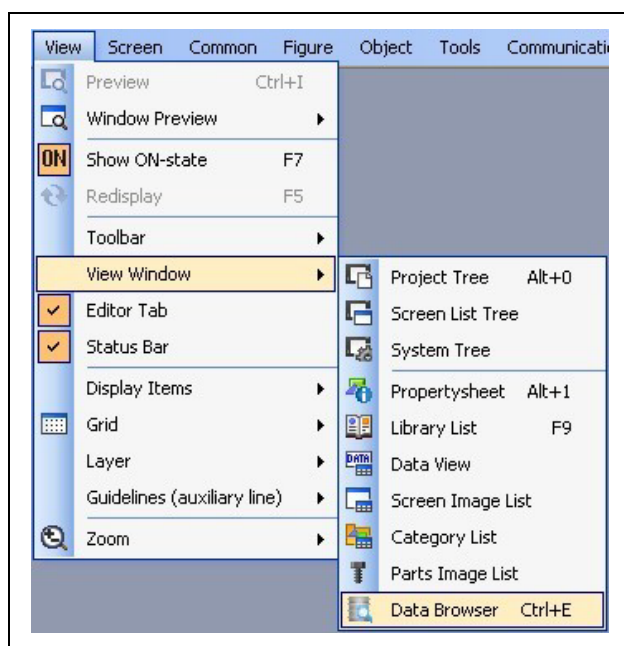 View Screen Common Figure Object Tools Communicati
Preview Ctrl+I
Window Preview
ON Show ON-state F7
Redisplay F5
Toolbar
View Window
Editor Tab
Status Bar
Display Items
Grid
Layer
Guidelines (auxiliary line)
Zoom
Project Tree Alt+0
Screen List Tree
System Tree
Propertysheet Alt+1
Library List F9
DATA Data View
Screen Image List
Category List
Parts Image List
Data Browser Ctrl+E